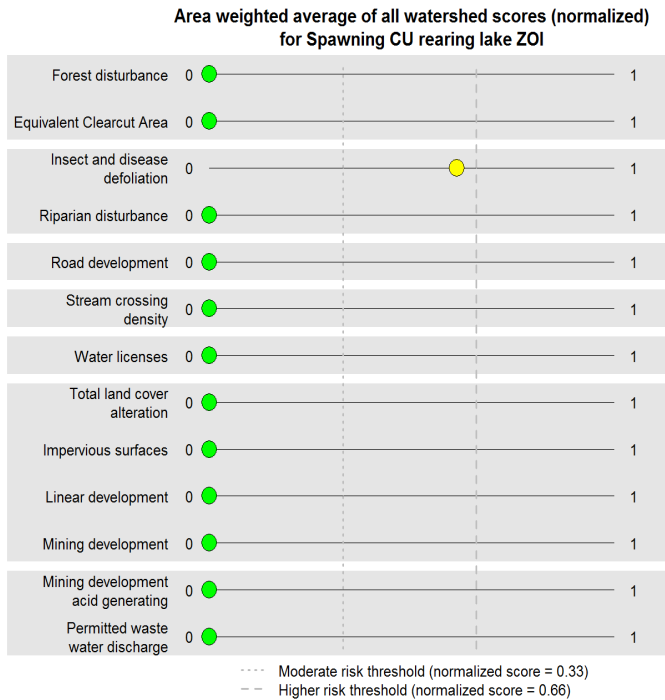 Area weighted average of all watershed scores (normalized)
for Spawning CU rearing lake ZOI
Forest disturbance 0 1
Equivalent Clearcut Area 0 1
Insect and disease
defoliation 0 1
Riparian disturbance 0 1
Road development 0 1
Stream crossing
density 0 1
Water licenses 0 1
Total land cover
alteration 0 1
Impervious surfaces 0 1
Linear development 0 1
Mining development 0 1
Mining development
acid generating 0 1
Permitted waste
water discharge 0 1
Moderate risk threshold (normalized score = 0.33)
Higher risk threshold (normalized score = 0.66)